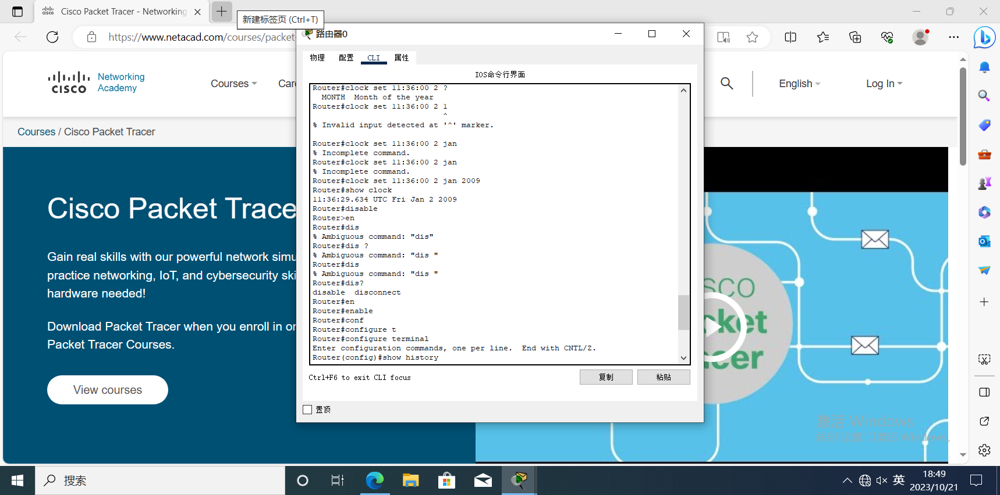 Cisco Packet Tracer - Networking
新建标签页 (Ctrl+T)
https://www.netacad.com/courses/packet-
路由器0
物理 配置 CLI 属性
IOS命令行界面
Router#clock set 11:36:00 2 ?
MONTH Month of the year
Router#clock set 11:36:00 2 1
^
% Invalid input detected at '^' marker.
Router#clock set 11:36:00 2 jan
% Incomplete command.
Router#clock set 11:36:00 2 jan
% Incomplete command.
Router#clock set 11:36:00 2 jan 2009
Router#show clock
11:36:29.634 UTC Fri Jan 2 2009
Router#disable
Router>en
Router#dis
% Ambiguous command: "dis"
Router#dis ?
% Ambiguous command: "dis "
Router#dis
% Ambiguous command: "dis "
Router#dis?
disable disconnect
Router#en
Router#enable
Router#conf
Router#configure t
Router#configure terminal
Enter configuration commands, one per line. End with CNTL/Z.
Router(config)#show history
Ctrl+F6 to exit CLI focus
复制 粘贴
置顶
CISCO
Networking
Academy
Courses
Care
English
Log In
Courses / Cisco Packet Tracer
Cisco Packet Trace
Gain real skills with our powerful network simu
practice networking, IoT, and cybersecurity ski
hardware needed!
Download Packet Tracer when you enroll in or
Packet Tracer Courses.
View courses
SCO
cket
acer
激活 Windows
搜索
英
18:49
2023/10/21